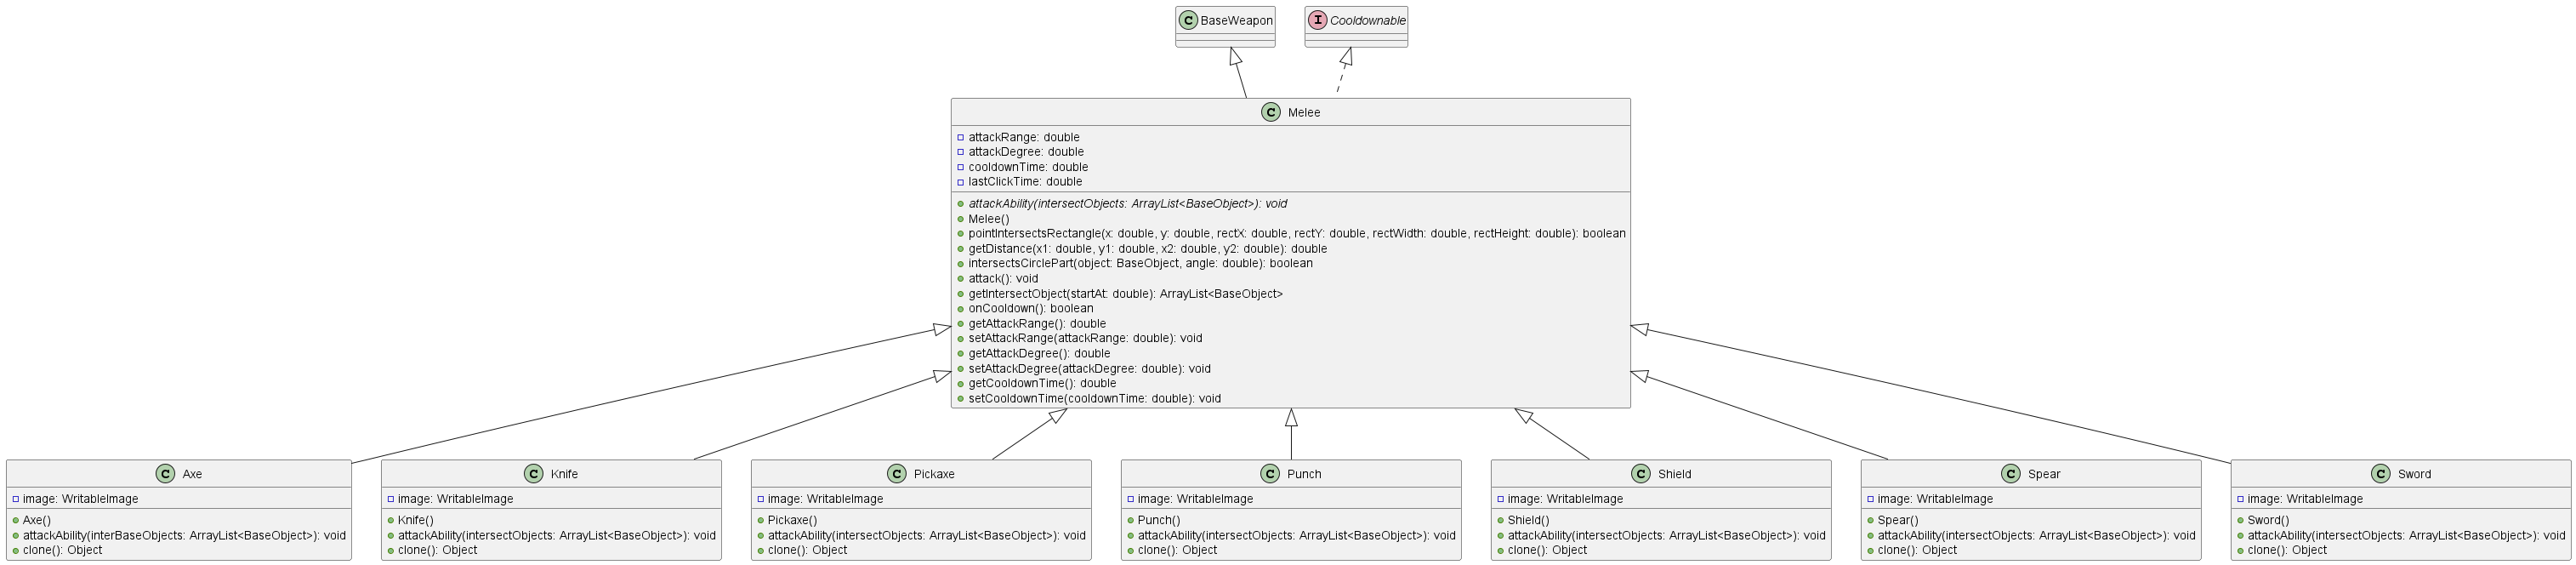 C BaseWeapon
I Cooldownable
C Melee
attackRange: double
attackDegree: double
cooldownTime: double
lastClickTime: double
attackAbility(intersectObjects: ArrayList<BaseObject>): void
Melee()
pointIntersectsRectangle(x: double, y: double, rectX: double, rectY: double, rectWidth: double, rectHeight: double): boolean
getDistance(x1: double, y1: double, x2: double, y2: double): double
intersectsCirclePart(object: BaseObject, angle: double): boolean
attack(): void
getIntersectObject(startAt: double): ArrayList<BaseObject>
onCooldown(): boolean
getAttackRange(): double
setAttackRange(attackRange: double): void
getAttackDegree(): double
setAttackDegree(attackDegree: double): void
getCooldownTime(): double
setCooldownTime(cooldownTime: double): void
C Axe
image: WritableImage
Axe()
attackAbility(interBaseObjects: ArrayList<BaseObject>): void
clone(): Object
C Knife
image: WritableImage
Knife()
attackAbility(intersectObjects: ArrayList<BaseObject>): void
clone(): Object
C Pickaxe
image: WritableImage
Pickaxe()
attackAbility(intersectObjects: ArrayList<BaseObject>): void
clone(): Object
C Punch
image: WritableImage
Punch()
attackAbility(intersectObjects: ArrayList<BaseObject>): void
clone(): Object
C Shield
image: WritableImage
Shield()
attackAbility(intersectObjects: ArrayList<BaseObject>): void
clone(): Object
C Spear
image: WritableImage
Spear()
attackAbility(intersectObjects: ArrayList<BaseObject>): void
clone(): Object
C Sword
image: WritableImage
Sword()
attackAbility(intersectObjects: ArrayList<BaseObject>): void
clone(): Object